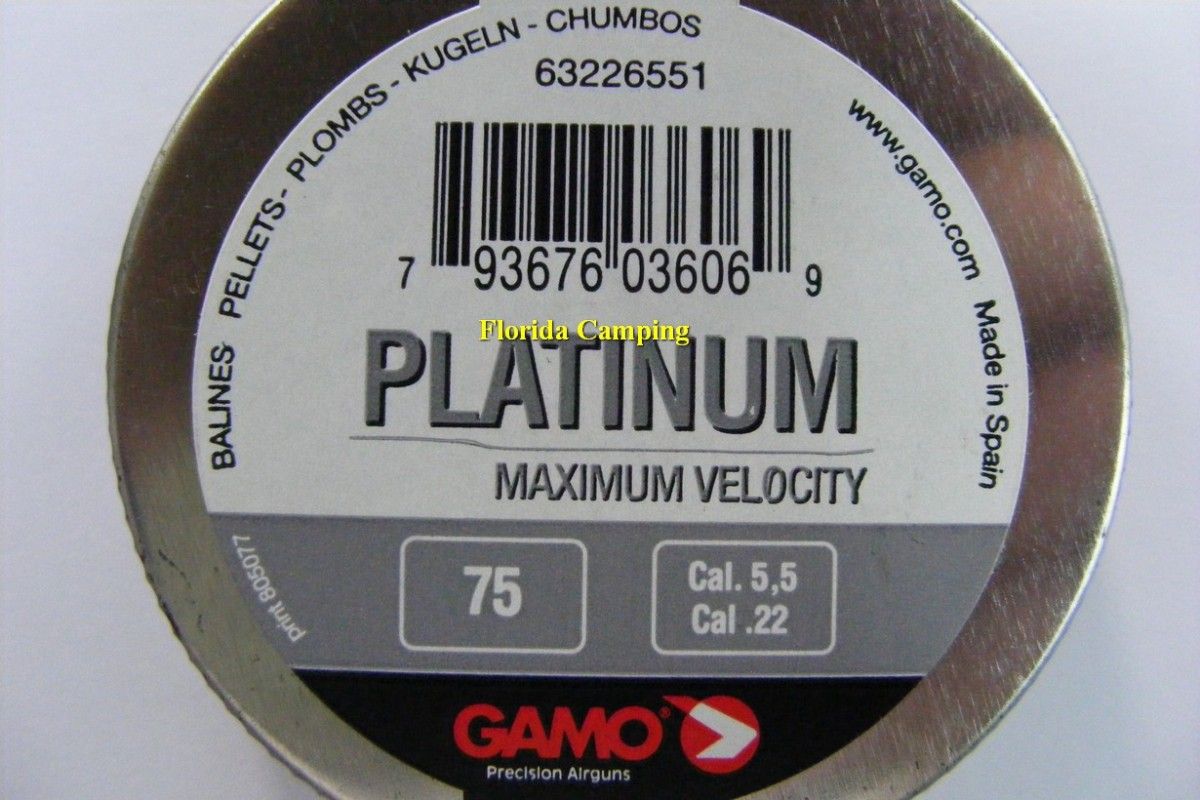 BALINES - PELLETS - PLOMBS - KUGELN - CHUMBOS
63226551
www.gamo.com Made in Spain
7 93676 03606 9
Florida Camping
PLATINUM
MAXIMUM VELOCITY
print 805077
75
Cal. 5,5
Cal .22
GAMO®
Precision Airguns